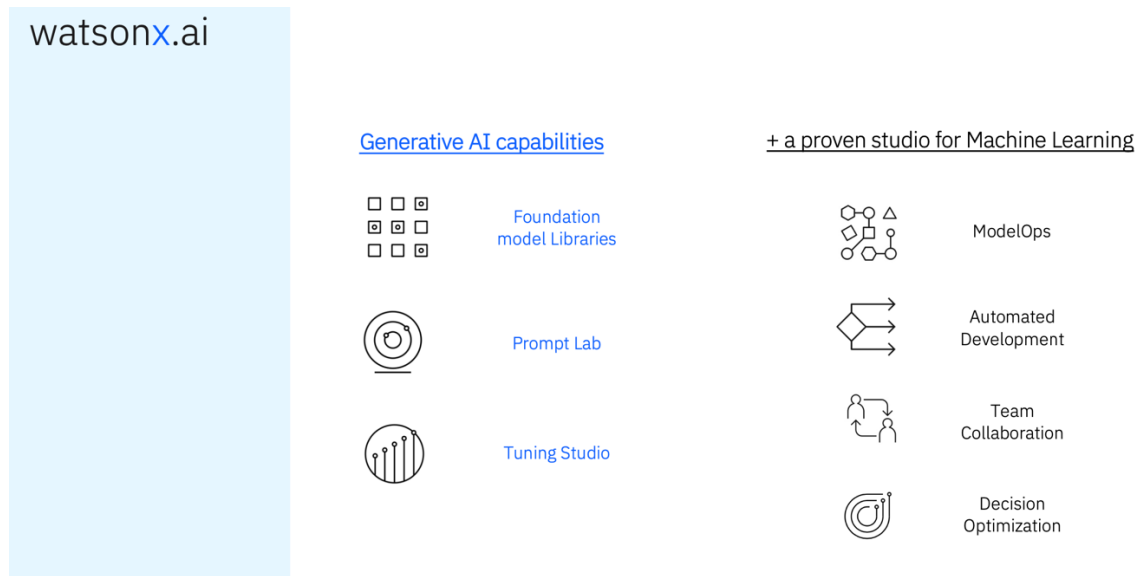 watsonx.ai
Generative AI capabilities
Foundation
model Libraries
Prompt Lab
Tuning Studio
+ a proven studio for Machine Learning
ModelOps
Automated
Development
Team
Collaboration
Decision
Optimization